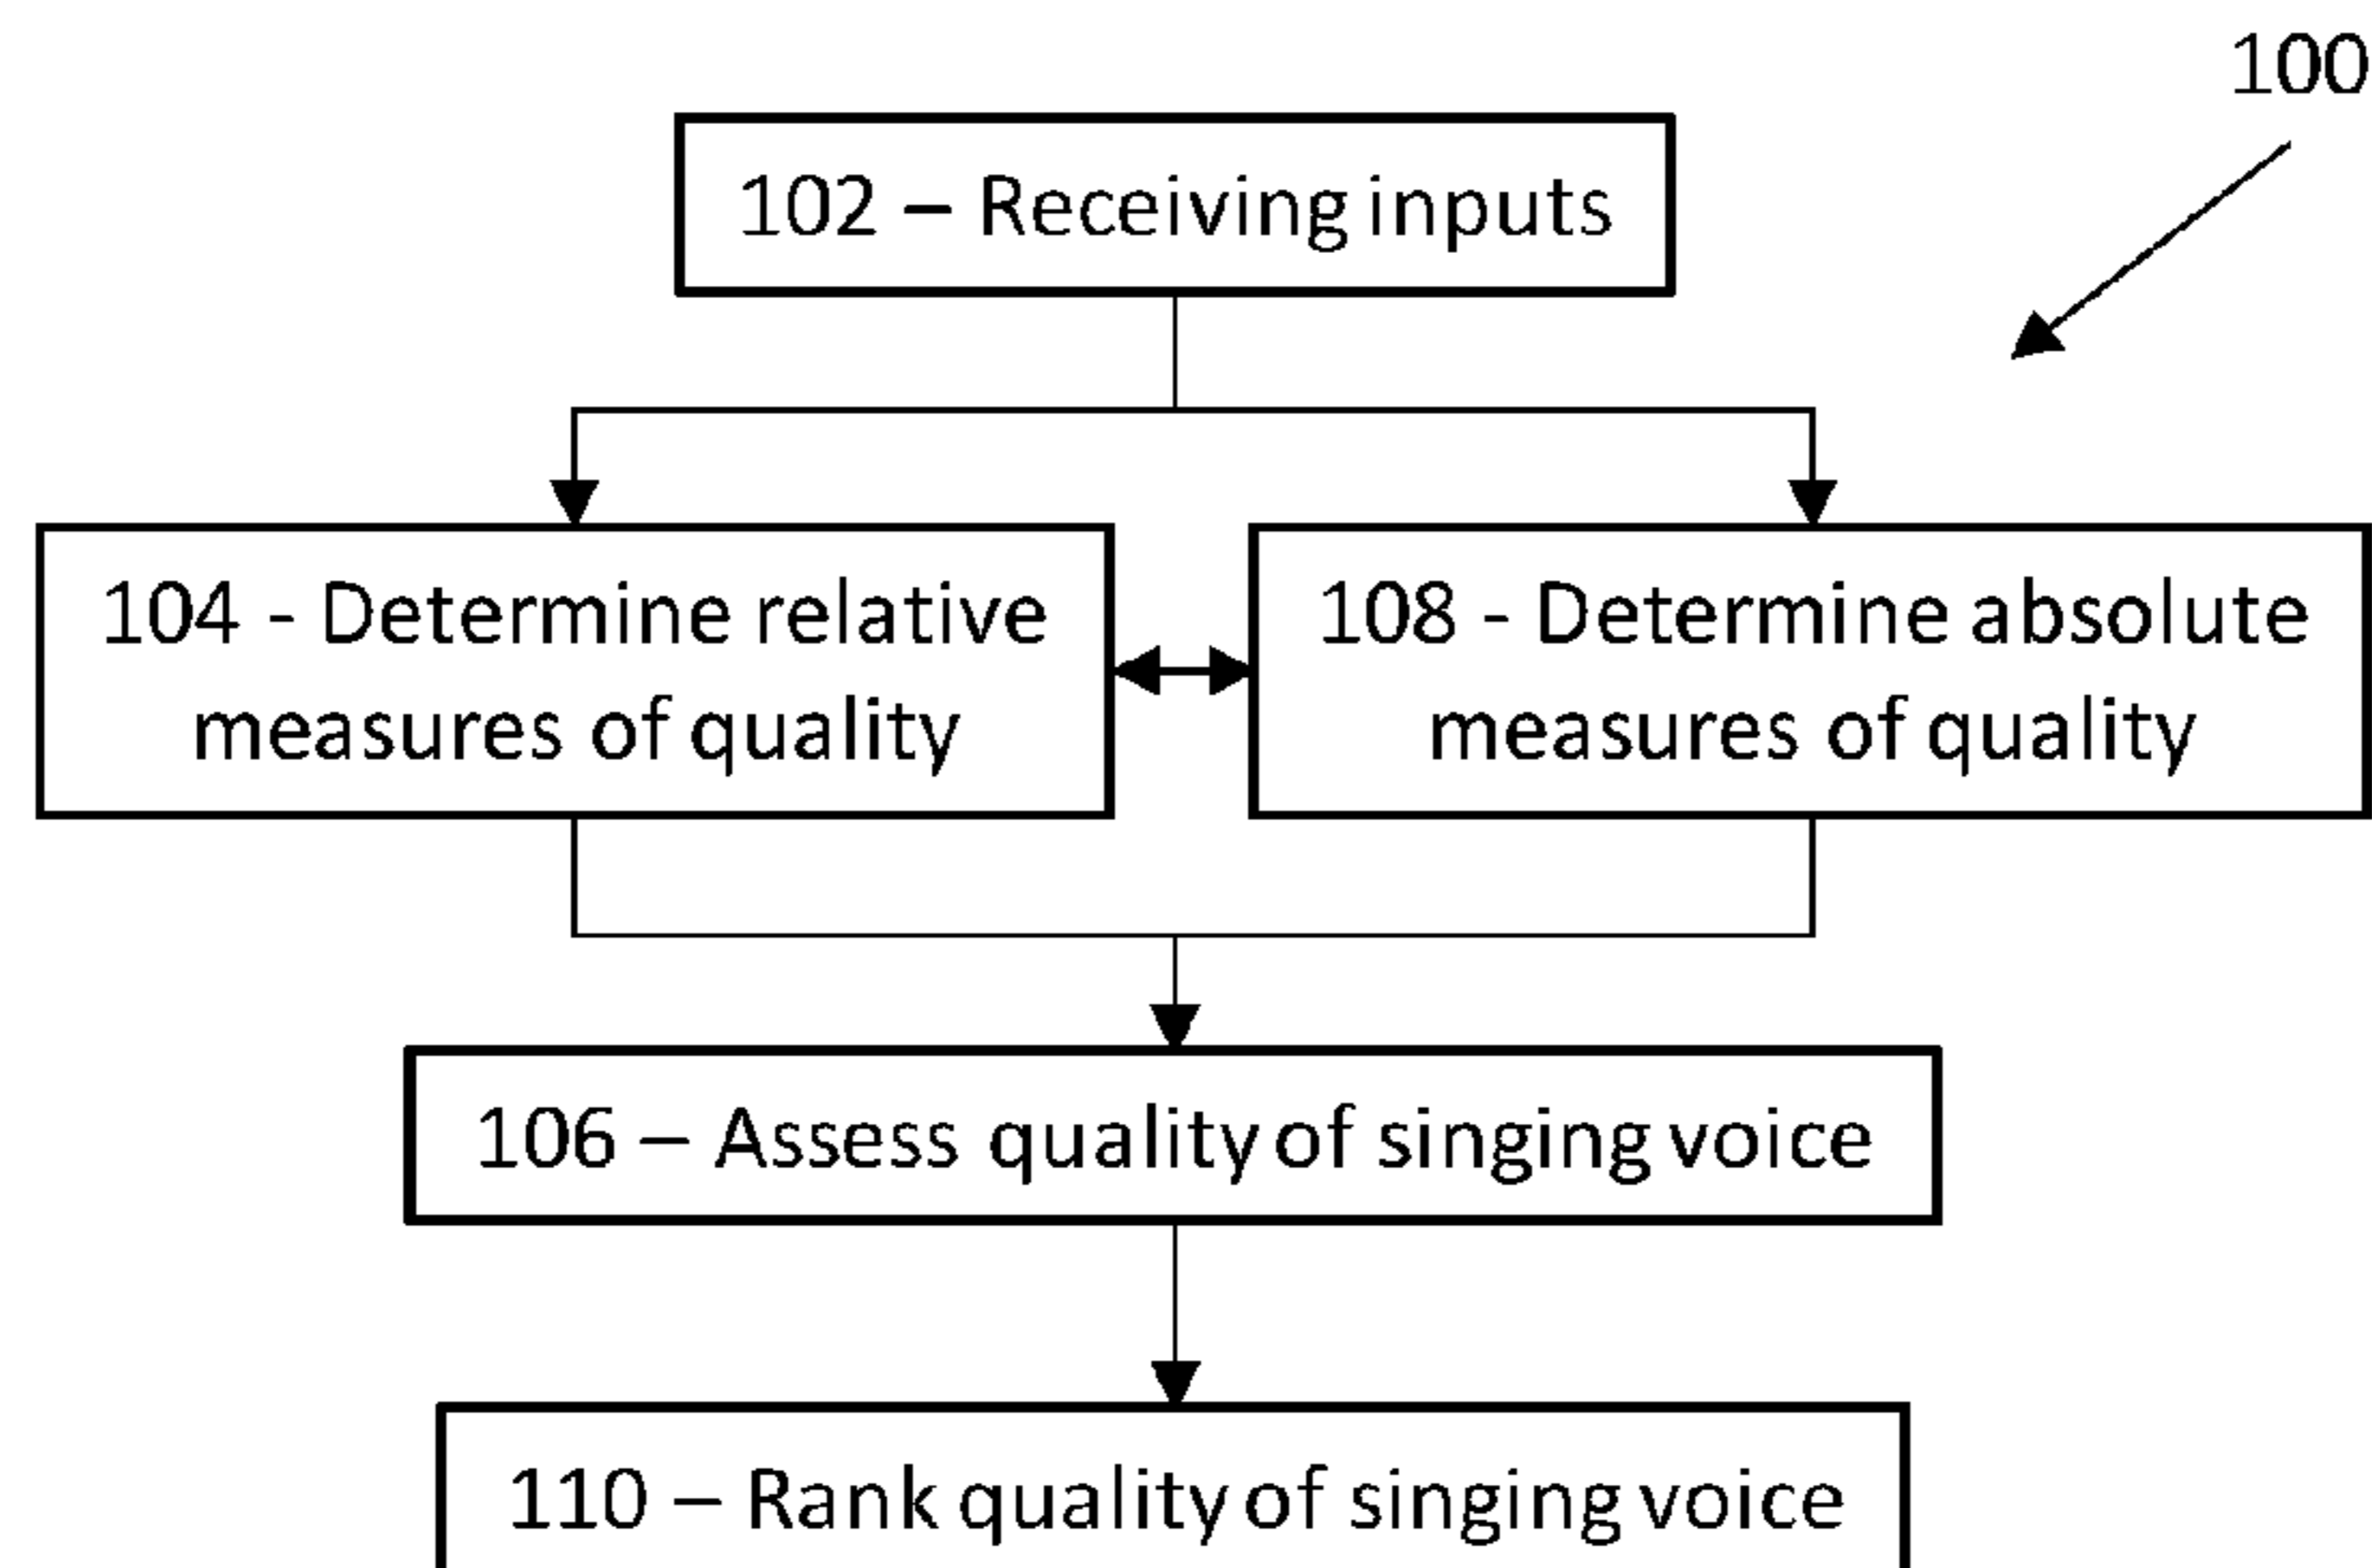 100
102 – Receiving inputs
104 - Determine relative
measures of quality
108 - Determine absolute
measures of quality
106 – Assess quality of singing voice
110 – Rank quality of singing voice